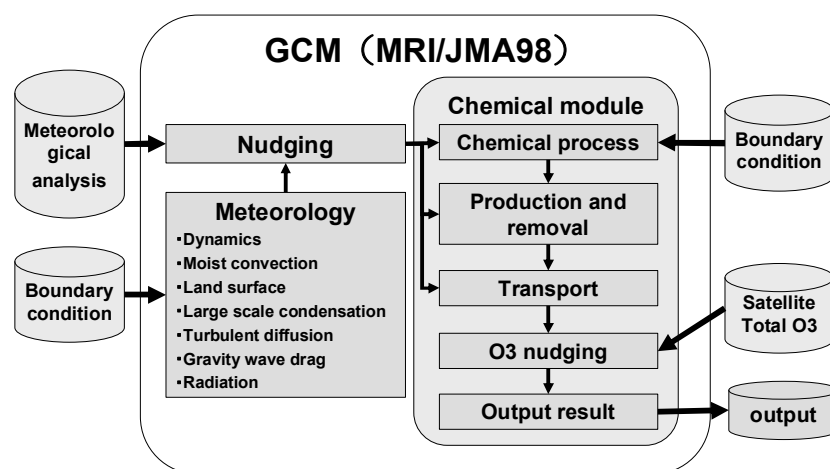 GCM（MRI/JMA98）
Meteorolo
gical
analysis
Nudging
Meteorology
・Dynamics
・Moist convection
・Land surface
・Large scale condensation
・Turbulent diffusion
・Gravity wave drag
・Radiation
Boundary
condition
Chemical module
Chemical process
Production and
removal
Transport
O3 nudging
Output result
Boundary
condition
Satellite
Total O3
output